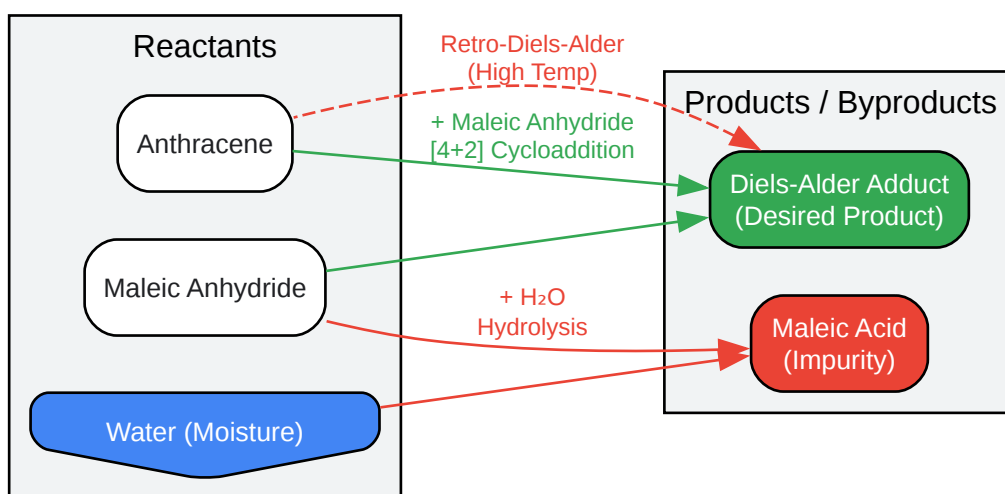 Reactants
Anthracene
Maleic Anhydride
Water (Moisture)
Retro-Diels-Alder
(High Temp)
+ Maleic Anhydride
[4+2] Cycloaddition
+ H₂O
Hydrolysis
Products / Byproducts
Diels-Alder Adduct
(Desired Product)
Maleic Acid
(Impurity)